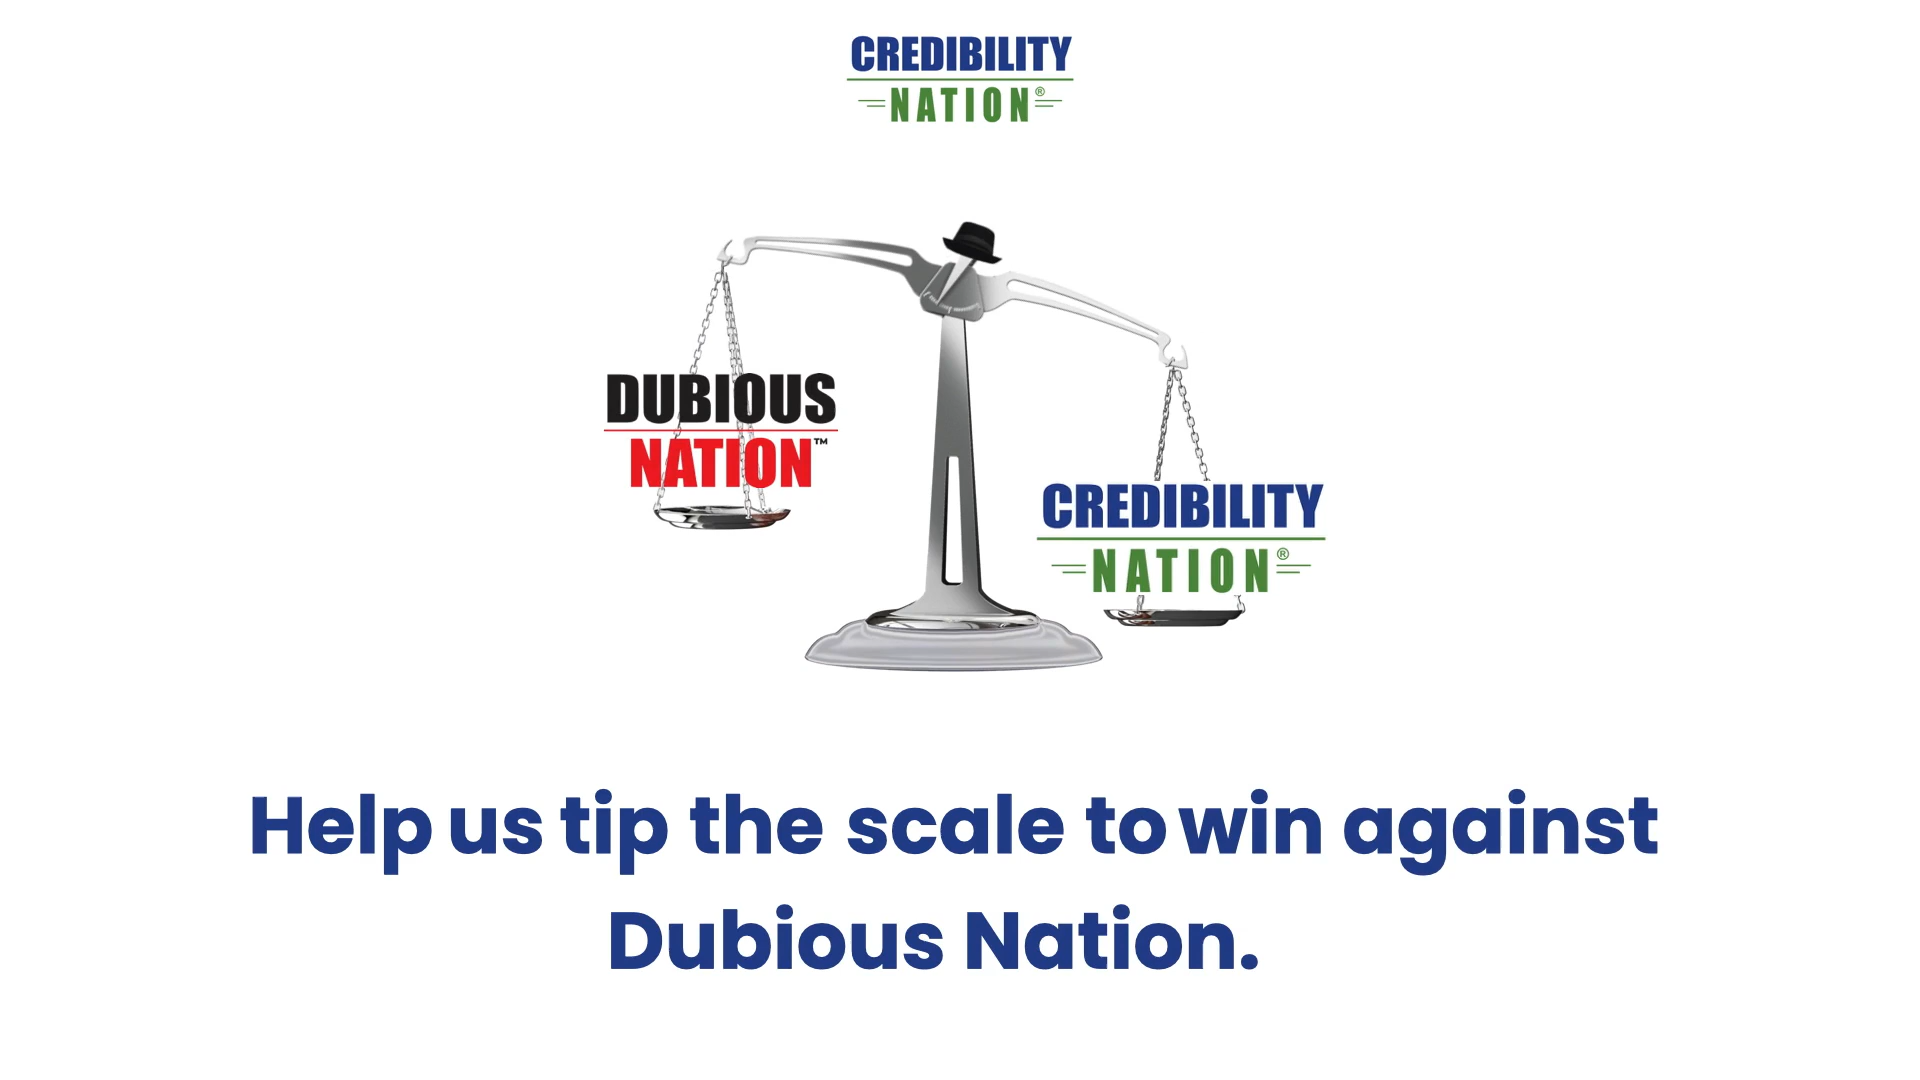 CREDIBILITY
NATION®
DUBIOUS
NATION™
CREDIBILITY
NATION®
Help us tip the scale to win against
Dubious Nation.